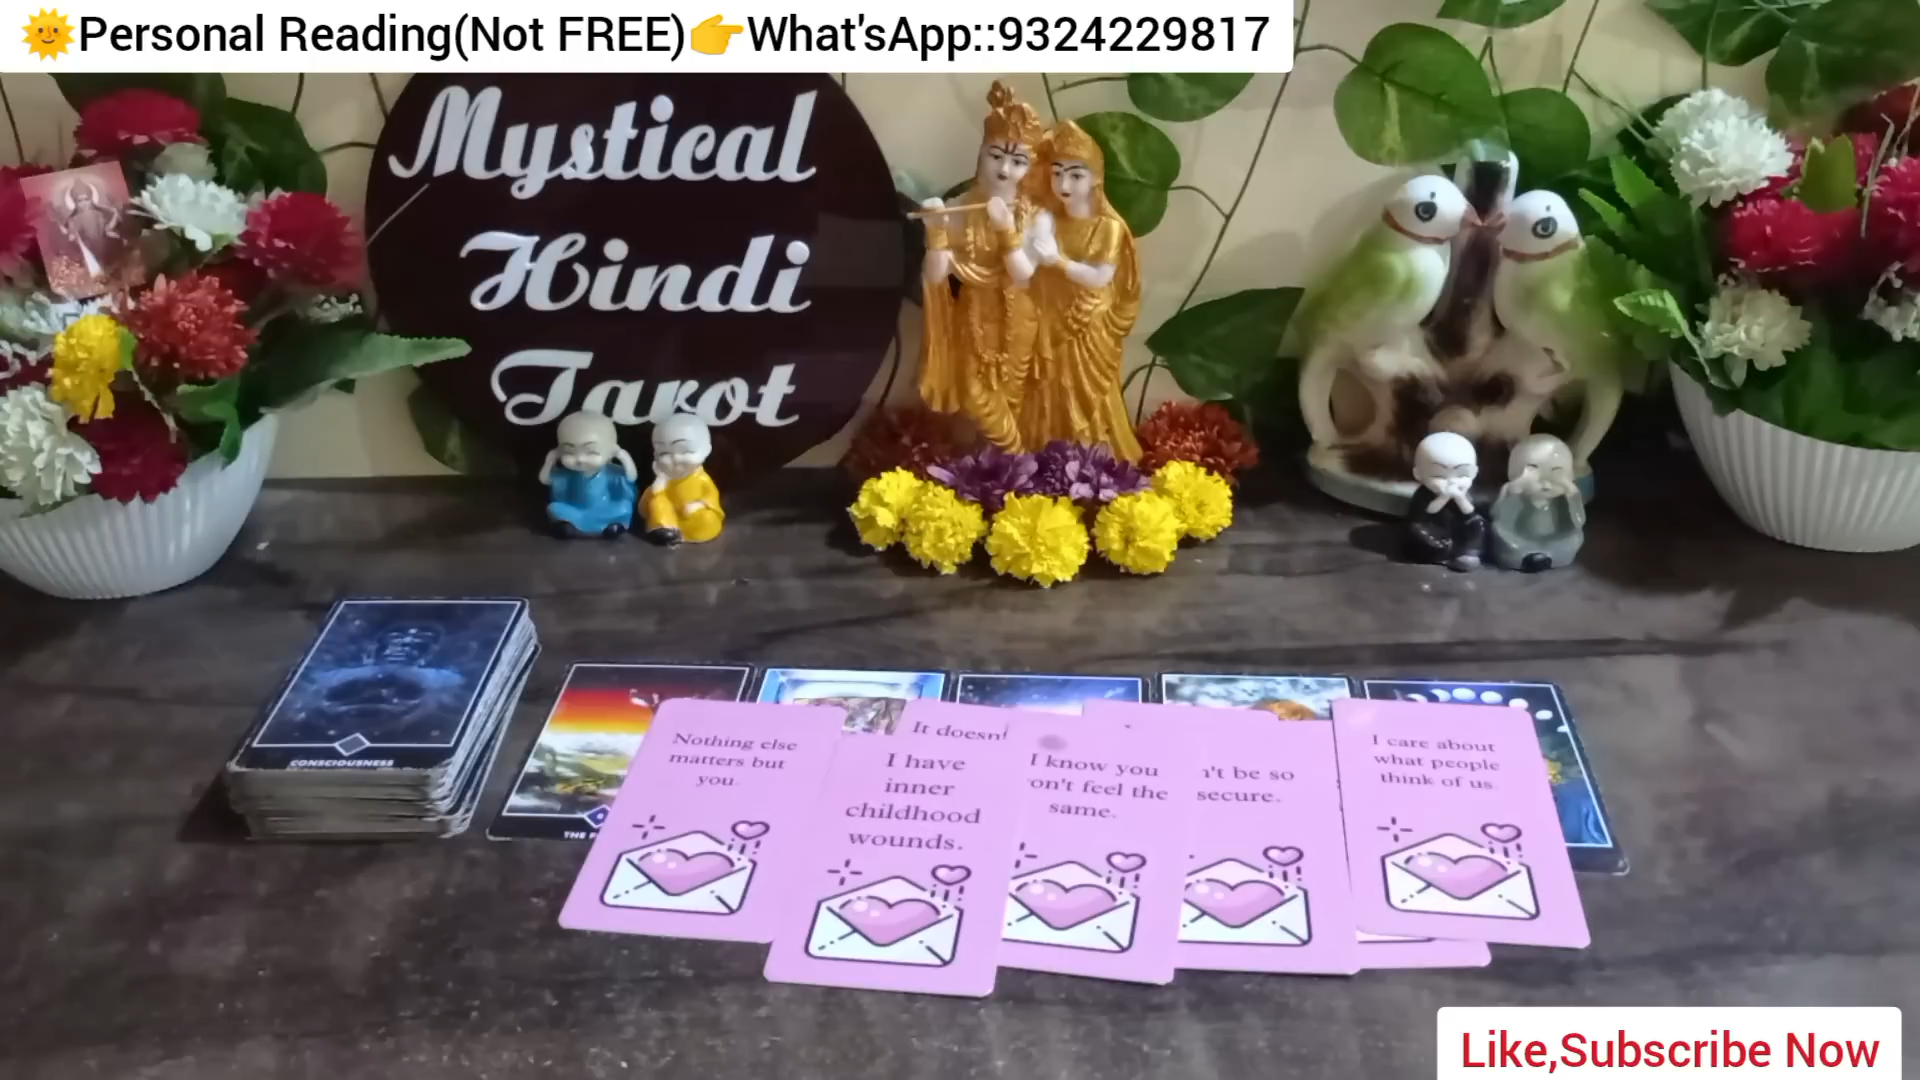 🌞Personal Reading(Not FREE)👉What'sApp::9324229817
Mystical
Hindi
Tarot
CONSCIOUSNESS
THE
Nothing else
matters but
you.
It doesn'
I have
inner
childhood
wounds.
I know you
on't feel the
same.
n't be so
secure.
I care about
what people
think of us.
Like,Subscribe Now